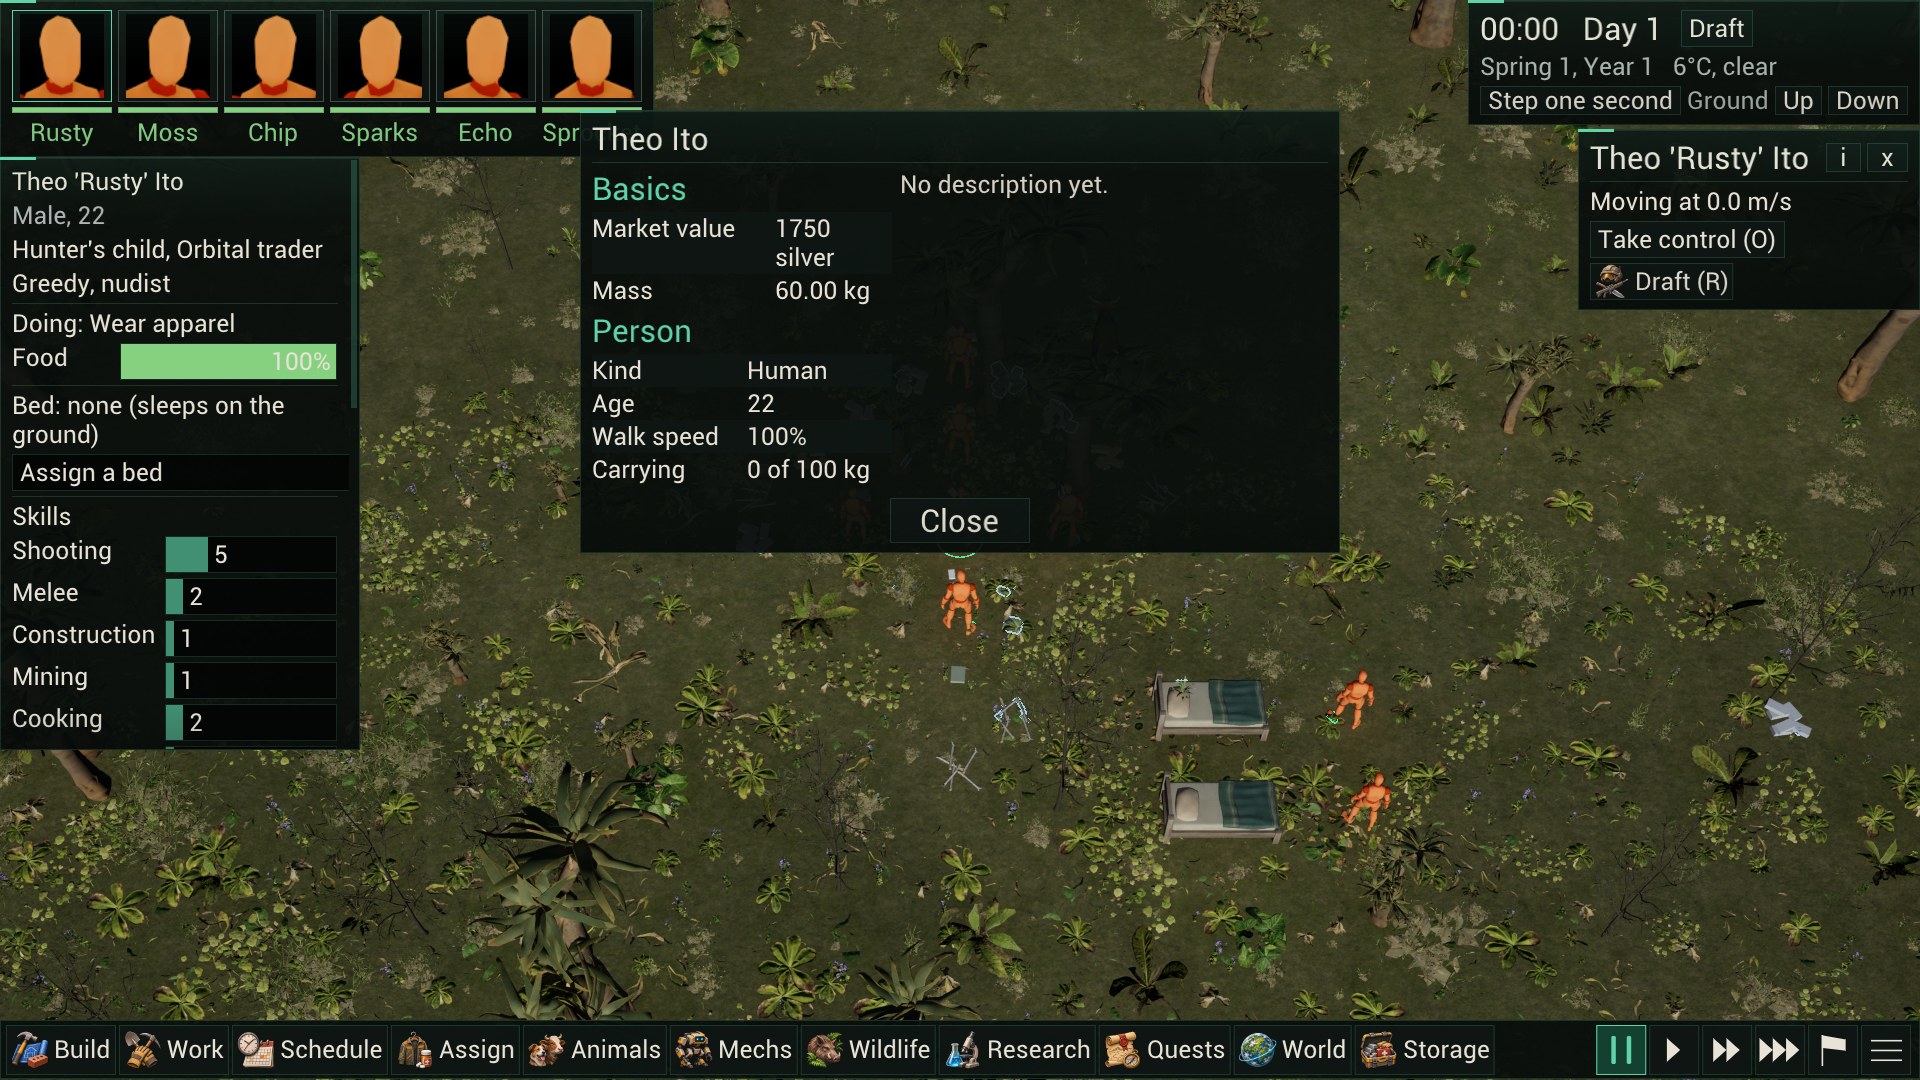 Rusty
Moss
Chip
Sparks
Echo
Spr
Theo 'Rusty' Ito
Male, 22
Hunter's child, Orbital trader
Greedy, nudist
Doing: Wear apparel
Food 100%
Bed: none (sleeps on the
ground)
Assign a bed
Skills
Shooting 5
Melee 2
Construction 1
Mining 1
Cooking 2
Theo Ito
Basics
Market value 1750
silver
Mass 60.00 kg
Person
Kind Human
Age 22
Walk speed 100%
Carrying 0 of 100 kg
No description yet.
Close
00:00 Day 1 Draft
Spring 1, Year 1 6°C, clear
Step one second Ground Up Down
Theo 'Rusty' Ito i x
Moving at 0.0 m/s
Take control (O)
Draft (R)
Build
Work
Schedule
Assign
Animals
Mechs
Wildlife
Research
Quests
World
Storage